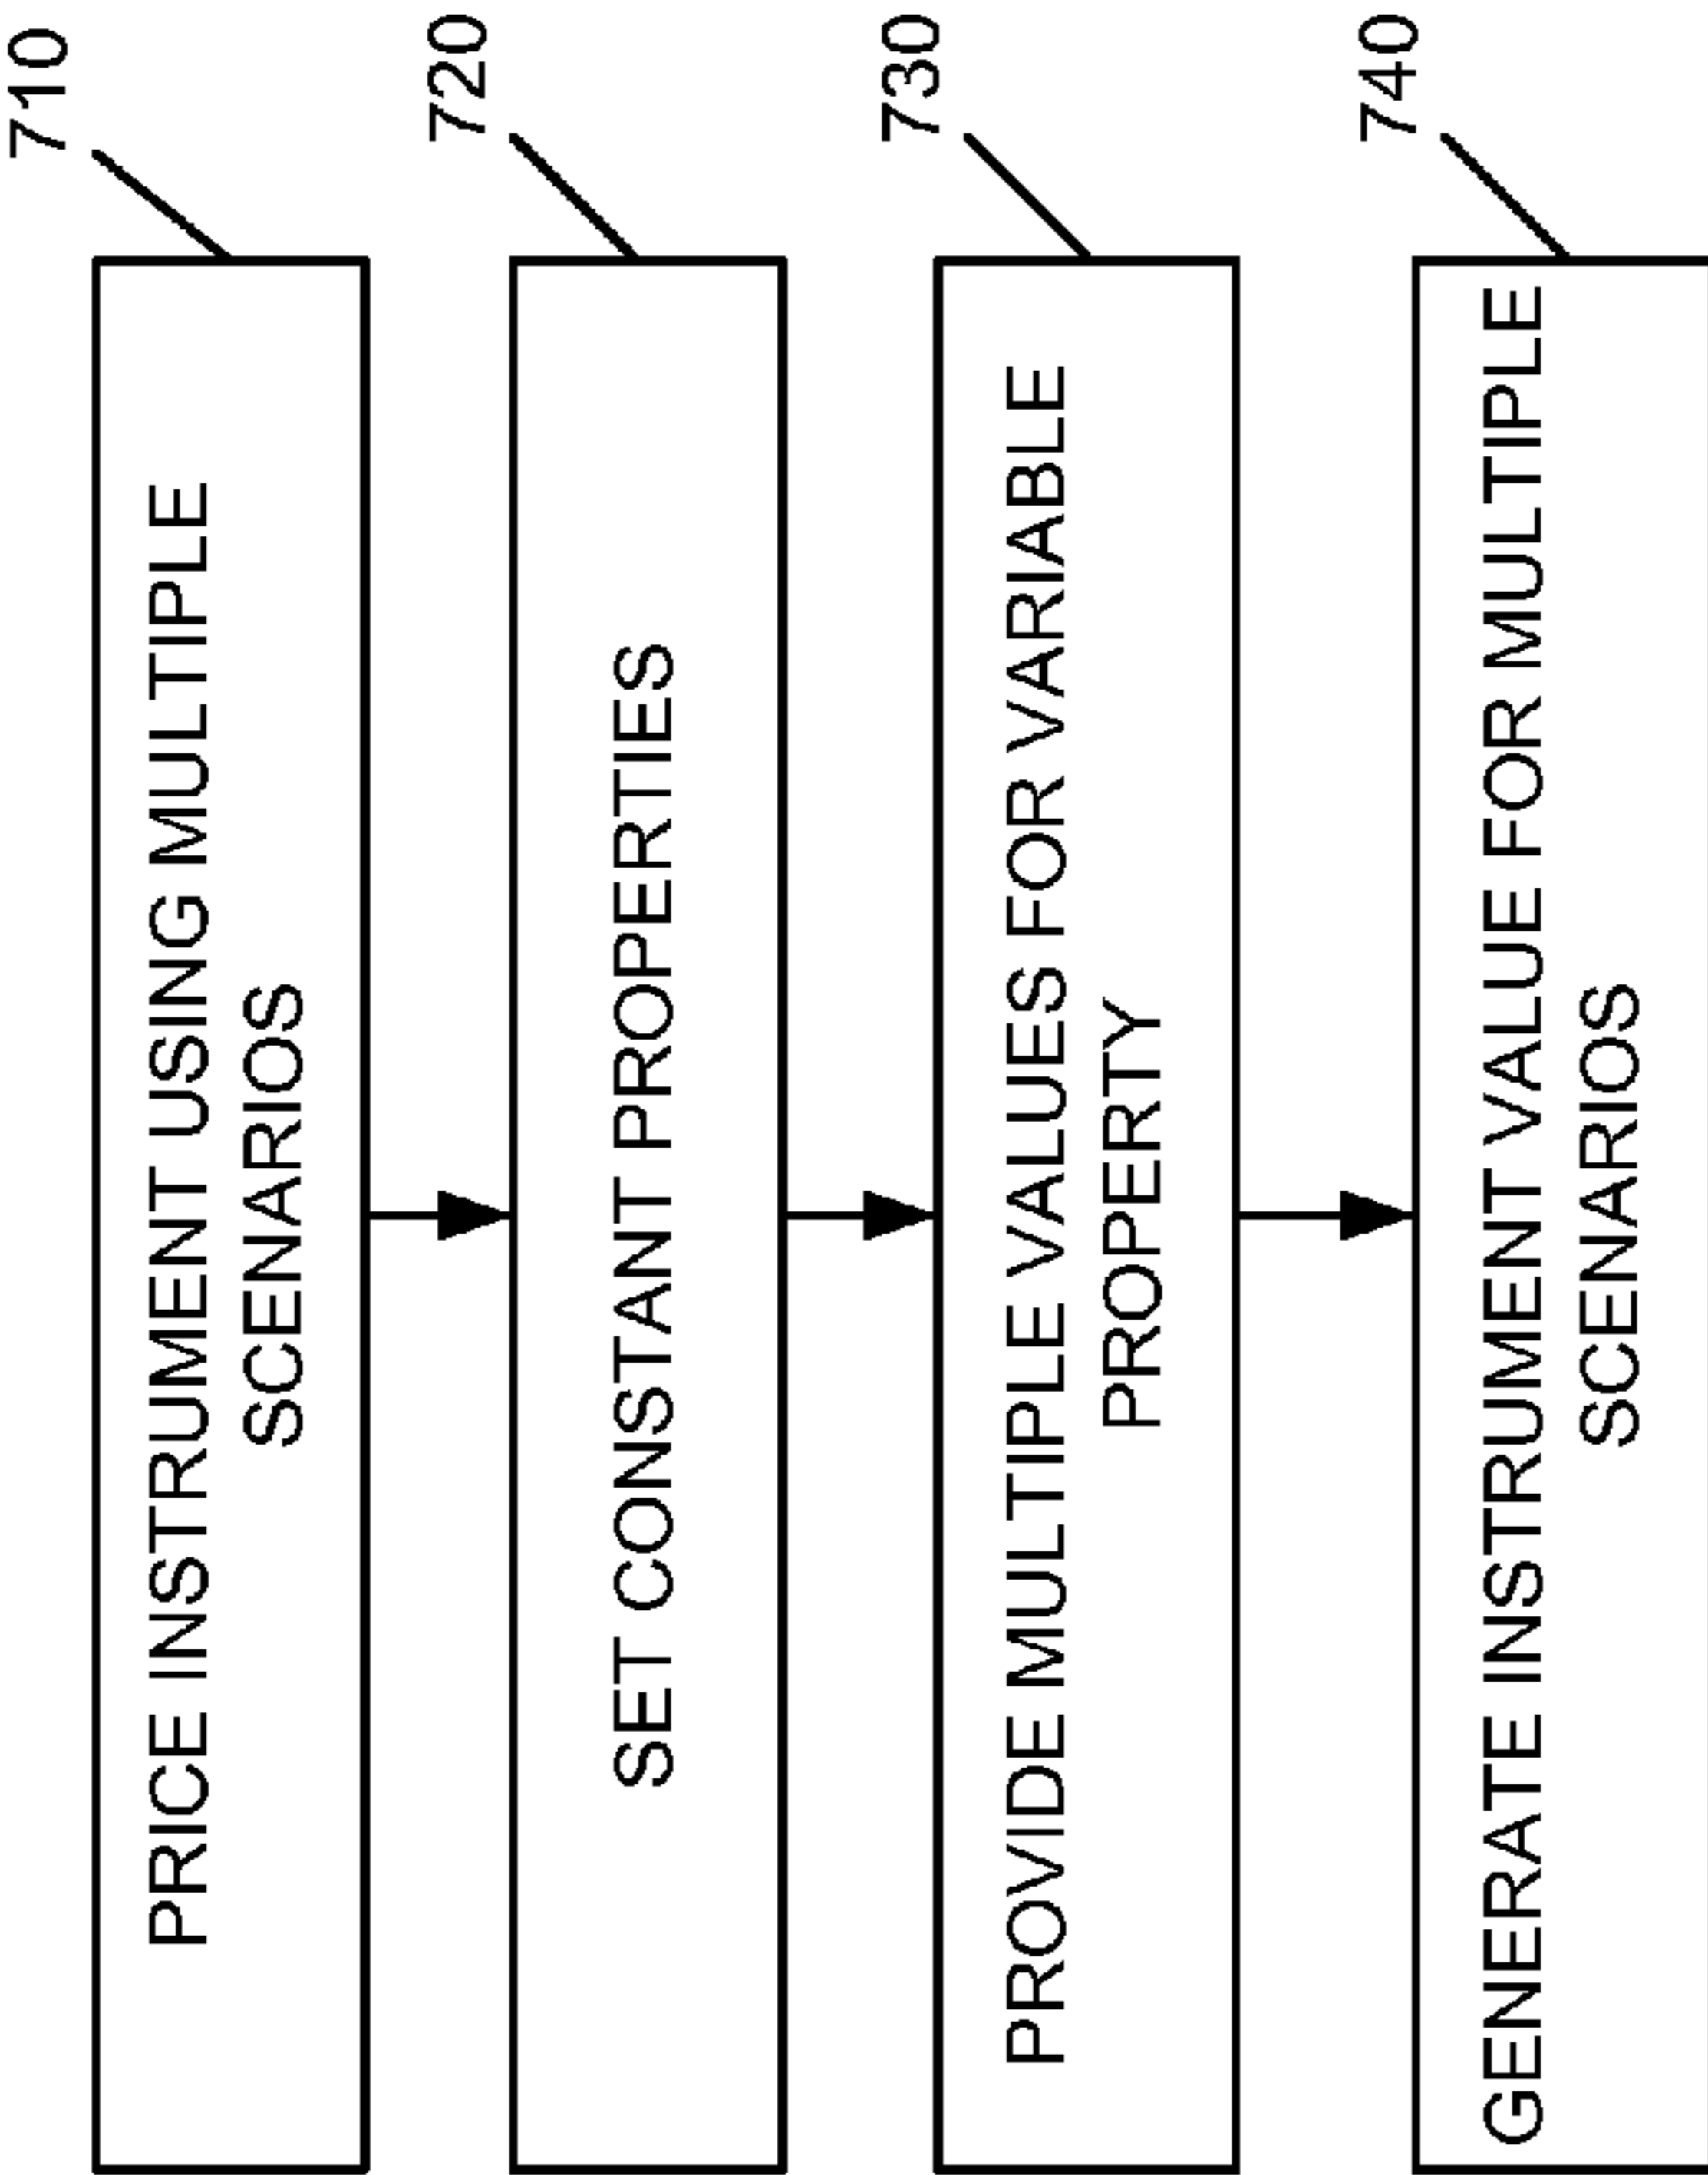 710
PRICE INSTRUMENT USING MULTIPLE
SCENARIOS
720
SET CONSTANT PROPERTIES
730
PROVIDE MULTIPLE VALUES FOR VARIABLE
PROPERTY
740
GENERATE INSTRUMENT VALUE FOR MULTIPLE
SCENARIOS